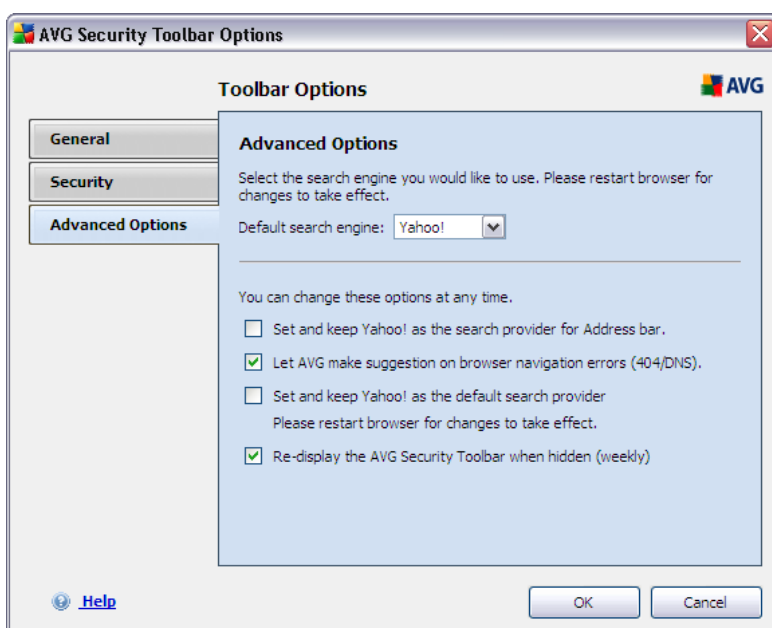 AVG Security Toolbar Options
Toolbar Options
AVG
General
Security
Advanced Options
Advanced Options
Select the search engine you would like to use. Please restart browser for
changes to take effect.
Default search engine: Yahoo!
You can change these options at any time.
Set and keep Yahoo! as the search provider for Address bar.
Let AVG make suggestion on browser navigation errors (404/DNS).
Set and keep Yahoo! as the default search provider
Please restart browser for changes to take effect.
Re-display the AVG Security Toolbar when hidden (weekly)
Help
OK
Cancel